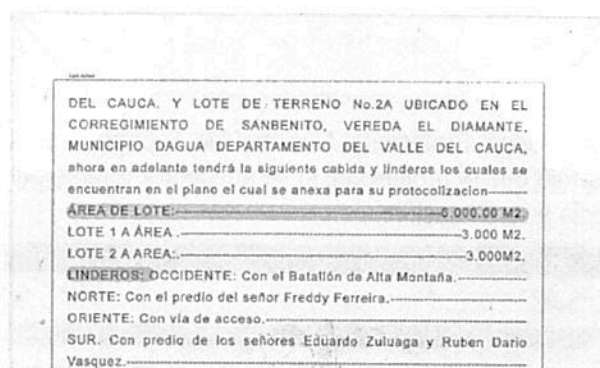 DEL CAUCA. Y LOTE DE TERRENO No.2A UBICADO EN EL
CORREGIMIENTO DE SANBENITO, VEREDA EL DIAMANTE,
MUNICIPIO DAGUA DEPARTAMENTO DEL VALLE DEL CAUCA,
ahora en adelante tendrá la siguiente cabida y linderos los cuales se
encuentran en el plano el cual se anexa para su protocolizacion----
ÁREA DE LOTE:----6.000.00 M2.
LOTE 1 A ÁREA .----3.000 M2.
LOTE 2 A AREA:.----3.000M2.
LINDEROS: OCCIDENTE: Con el Batallón de Alta Montaña.----
NORTE: Con el predio del señor Freddy Ferreira.----
ORIENTE: Con vía de acceso.----
SUR. Con predio de los señores Eduardo Zuluaga y Ruben Dario
Vasquez.----